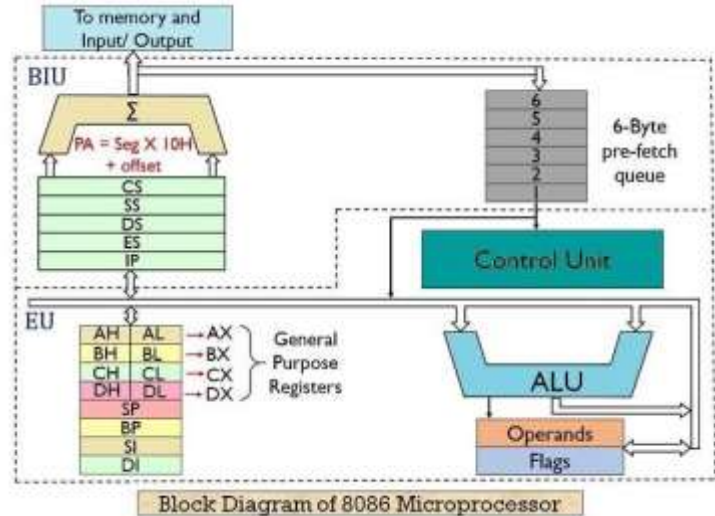 To memory and
Input/ Output
BIU
Σ
PA = Seg X 10H
+ offset
CS
SS
DS
ES
IP
6
5
4
3
2
6-Byte
pre-fetch
queue
Control Unit
EU
AH AL AX
BH BL BX
CH CL CX
DH DL DX
SP
BP
SI
DI
General
Purpose
Registers
ALU
Operands
Flags
Block Diagram of 8086 Microprocessor